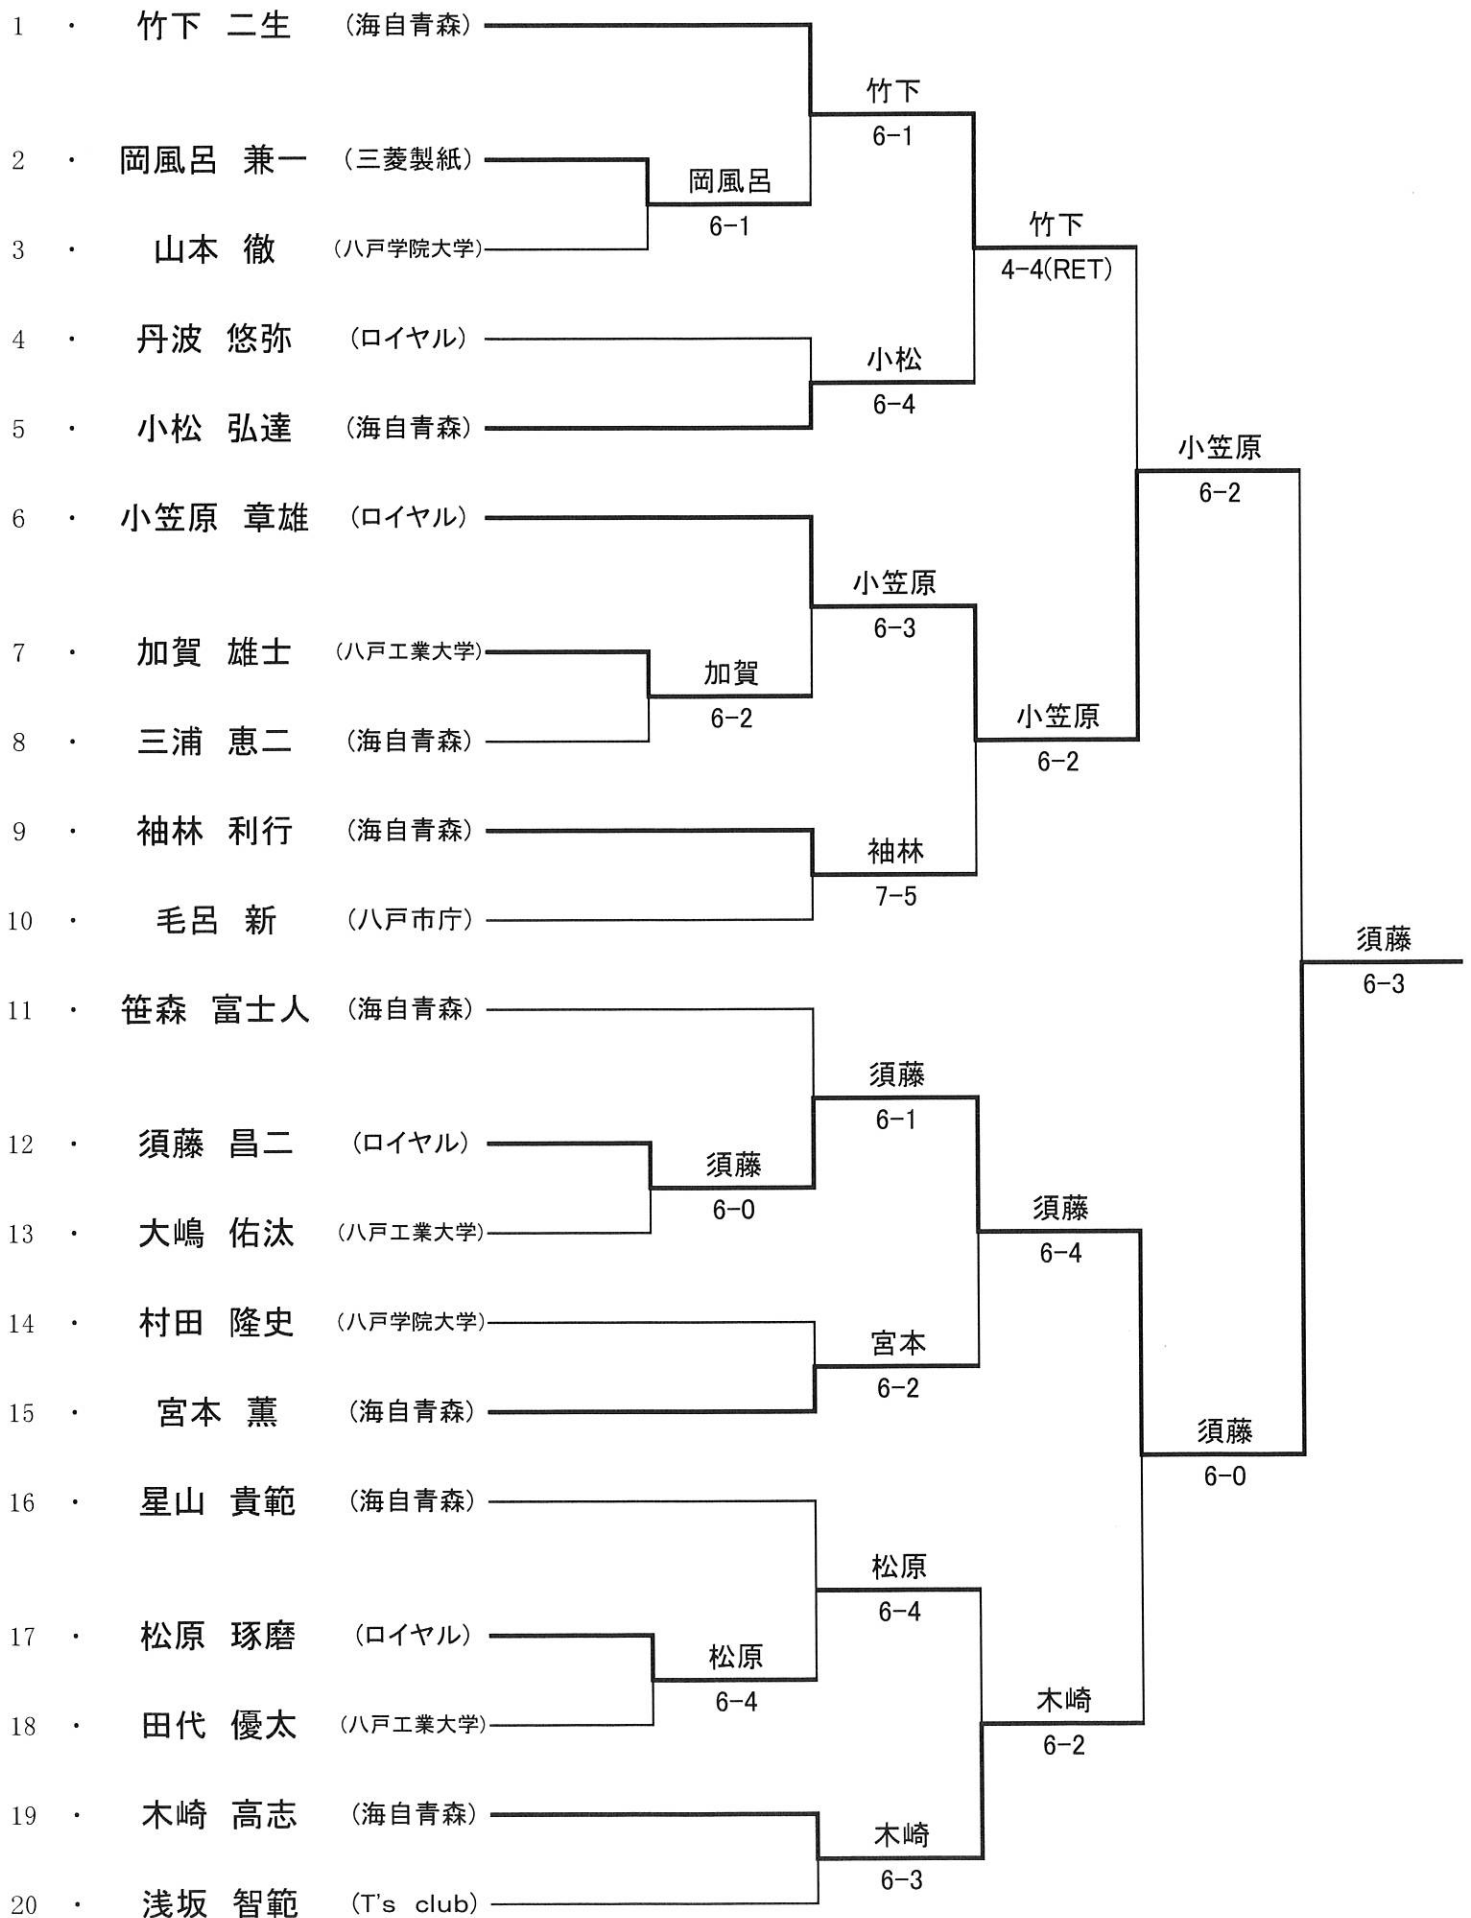 1 ・ 竹下 二生 (海自青森)
竹下
6-1
2 ・ 岡風呂 兼一 (三菱製紙)
岡風呂
6-1
3 ・ 山本 徹 (八戸学院大学)
竹下
4-4(RET)
4 ・ 丹波 悠弥 (ロイヤル)
小松
6-4
5 ・ 小松 弘達 (海自青森)
小笠原
6-2
6 ・ 小笠原 章雄 (ロイヤル)
小笠原
6-3
7 ・ 加賀 雄士 (八戸工業大学)
加賀
6-2
8 ・ 三浦 恵二 (海自青森)
小笠原
6-2
9 ・ 袖林 利行 (海自青森)
袖林
7-5
10 ・ 毛呂 新 (八戸市庁)
須藤
6-3
11 ・ 笹森 富士人 (海自青森)
須藤
6-1
12 ・ 須藤 昌二 (ロイヤル)
須藤
6-0
13 ・ 大嶋 佑汰 (八戸工業大学)
須藤
6-4
14 ・ 村田 隆史 (八戸学院大学)
宮本
6-2
15 ・ 宮本 薫 (海自青森)
須藤
6-0
16 ・ 星山 貴範 (海自青森)
松原
6-4
17 ・ 松原 琢磨 (ロイヤル)
松原
6-4
18 ・ 田代 優太 (八戸工業大学)
木崎
6-2
19 ・ 木崎 高志 (海自青森)
木崎
6-3
20 ・ 浅坂 智範 (T's club)